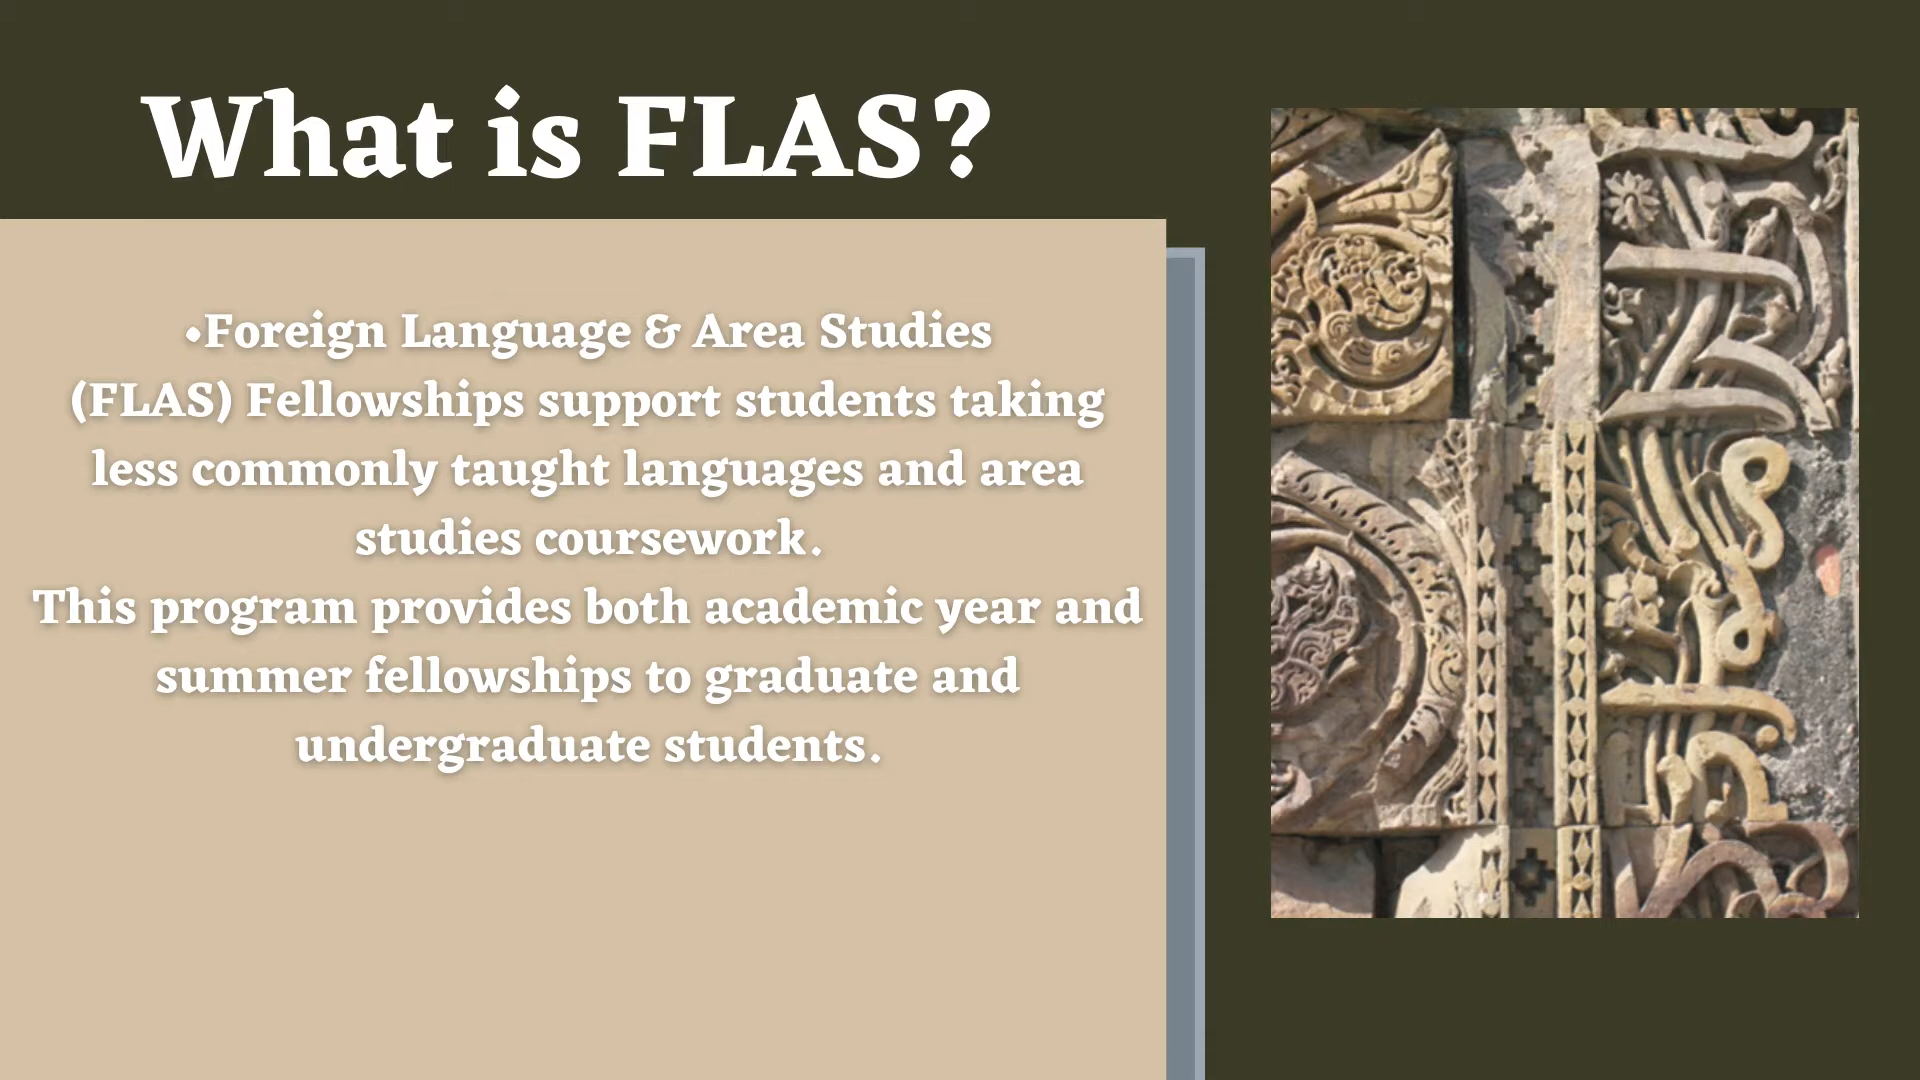 What is FLAS?
•Foreign Language & Area Studies
(FLAS) Fellowships support students taking
less commonly taught languages and area
studies coursework.
This program provides both academic year and
summer fellowships to graduate and
undergraduate students.